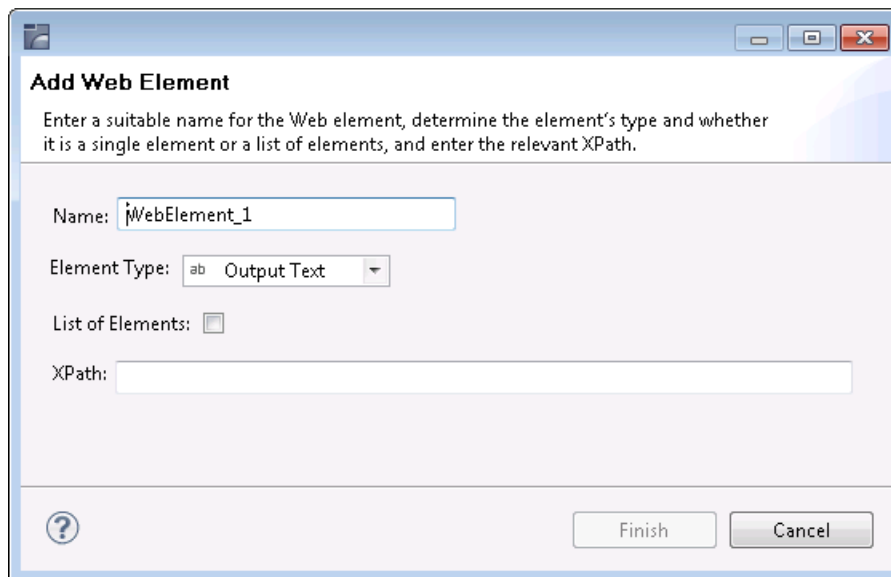 Add Web Element
Enter a suitable name for the Web element, determine the element's type and whether
it is a single element or a list of elements, and enter the relevant XPath.
Name: WebElement_1
Element Type: ab Output Text
List of Elements:
XPath:
? Finish Cancel